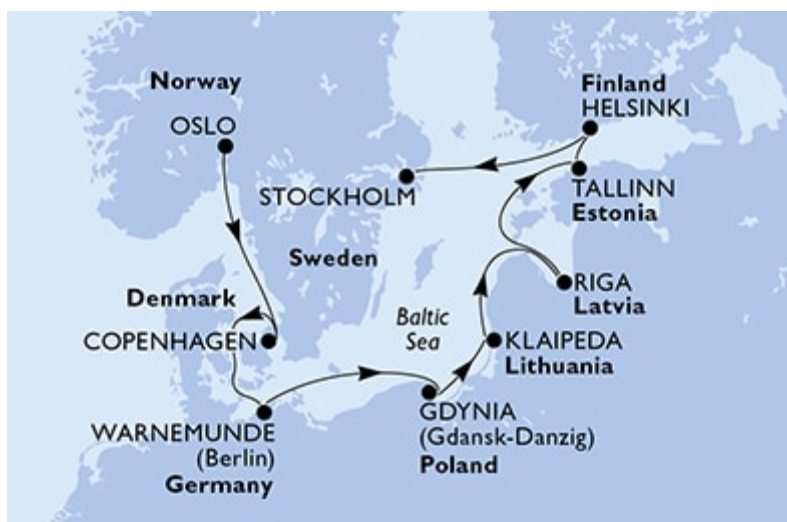 Norway
OSLO
Finland
HELSINKI
STOCKHOLM
TALLINN
Estonia
Sweden
RIGA
Latvia
Denmark
COPENHAGEN
Baltic
Sea
KLAIPEDA
Lithuania
WARNEMUNDE
(Berlin)
Germany
GDYNIA
(Gdansk-Danzig)
Poland